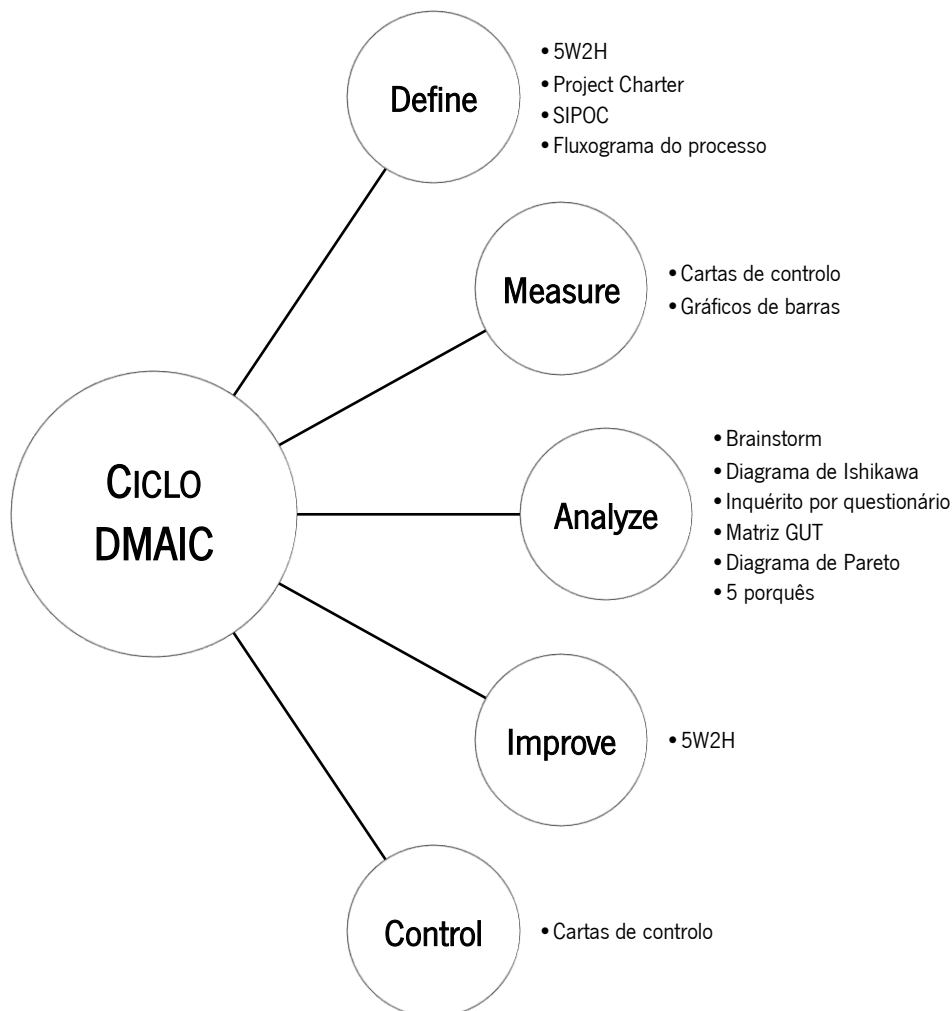 Define
• 5W2H
• Project Charter
• SIPOC
• Fluxograma do processo
Measure
• Cartas de controlo
• Gráficos de barras
CICLO
DMAIC
Analyze
• Brainstorm
• Diagrama de Ishikawa
• Inquérito por questionário
• Matriz GUT
• Diagrama de Pareto
• 5 porquês
Improve
• 5W2H
Control
• Cartas de controlo